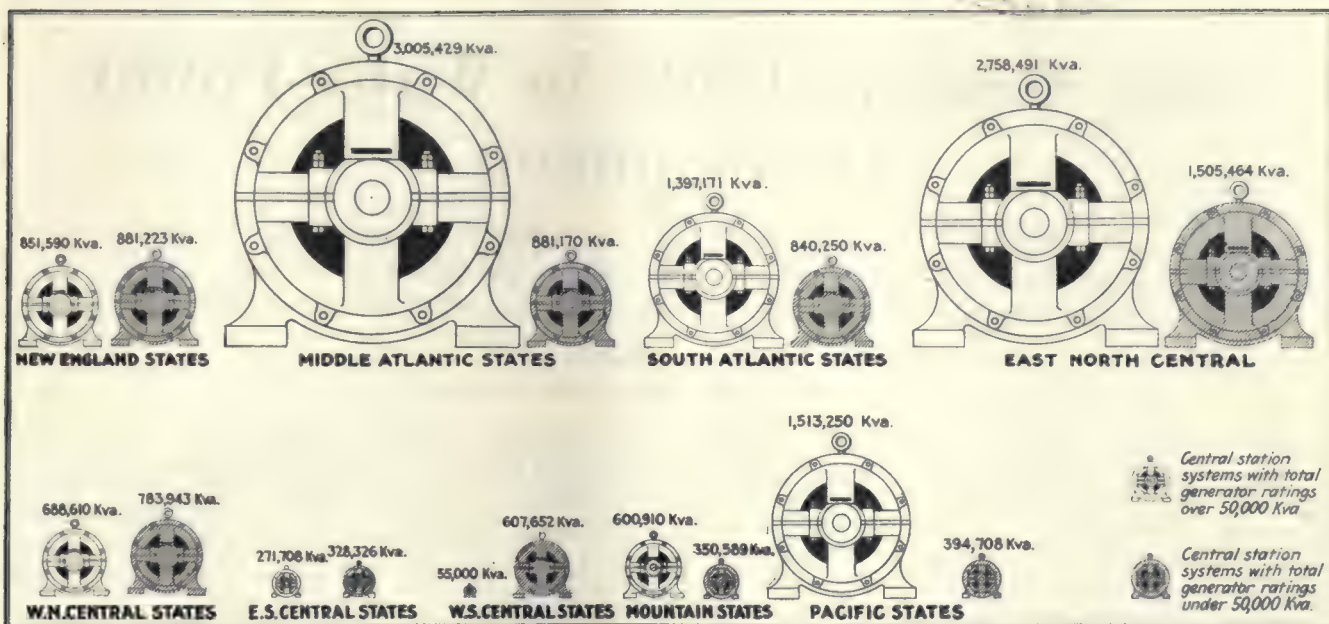 3,005,429 Kva.
2,758,491 Kva.
1,397,171 Kva.
1,505,464 Kva.
851,590 Kva.
881,223 Kva.
881,170 Kva.
840,250 Kva.
NEW ENGLAND STATES
MIDDLE ATLANTIC STATES
SOUTH ATLANTIC STATES
EAST NORTH CENTRAL
1,513,250 Kva.
688,610 Kva.
783,943 Kva.
271,708 Kva.
328,326 Kva.
55,000 Kva.
607,652 Kva.
600,910 Kva.
350,589 Kva.
394,708 Kva.
Central station
systems with total
generator ratings
over 50,000 Kva
Central station
systems with total
generator ratings
under 50,000 Kva.
W.N. CENTRAL STATES
E.S. CENTRAL STATES
W.S. CENTRAL STATES
MOUNTAIN STATES
PACIFIC STATES